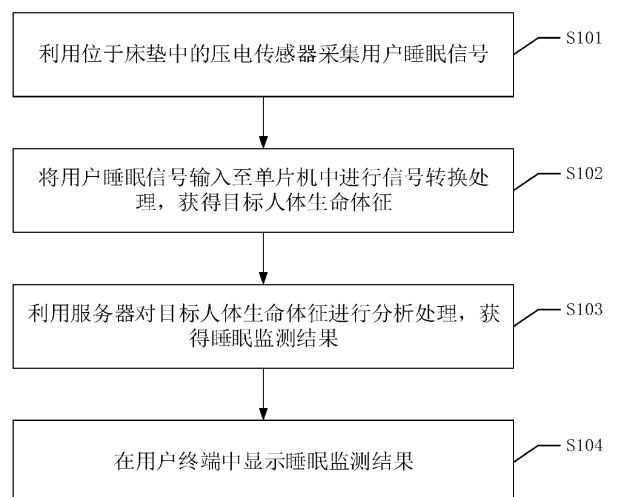 利用位于床垫中的压电传感器采集用户睡眠信号
S101
将用户睡眠信号输入至单片机中进行信号转换处
理，获得目标人体生命体征
S102
利用服务器对目标人体生命体征进行分析处理，获
得睡眠监测结果
S103
在用户终端中显示睡眠监测结果
S104